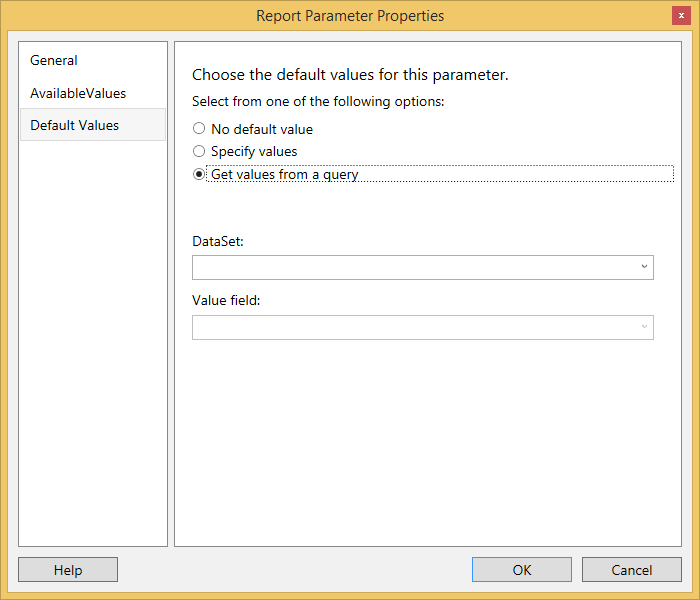 Report Parameter Properties
General
AvailableValues
Default Values
Choose the default values for this parameter.
Select from one of the following options:
No default value
Specify values
Get values from a query
DataSet:
Value field:
Help
OK
Cancel